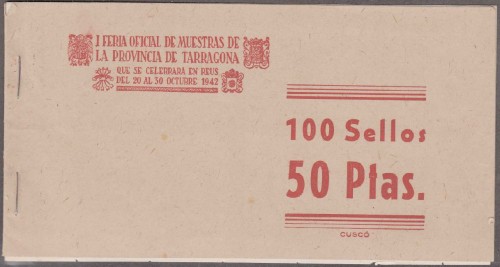 I FERIA OFICIAL DE MUESTRAS DE
LA PROVINCIA DE TARRAGONA
QUE SE CELEBRARA EN REUS
DEL 20 AL 30 OCTUBRE 1942
100 Sellos
50 Ptas.
CUSCÓ